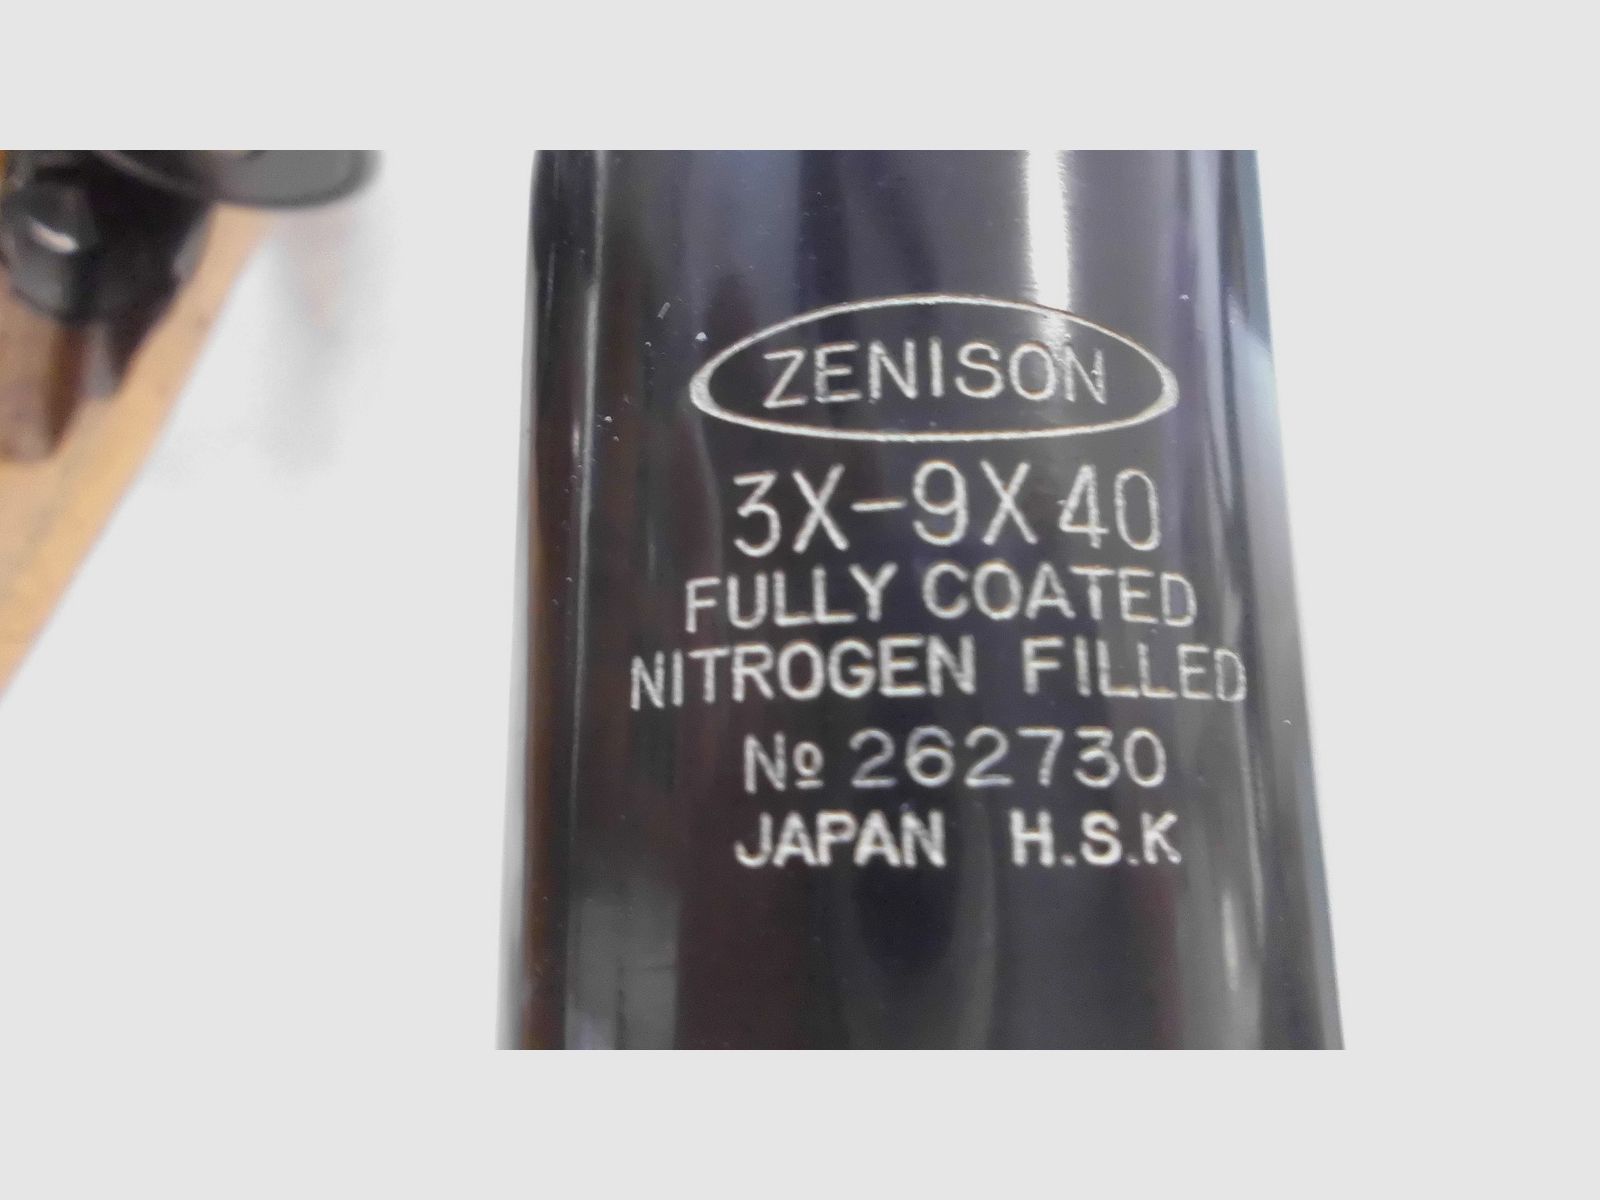 ZENISON
3X-9X40
FULLY COATED
NITROGEN FILLED
№ 262730
JAPAN H.S.K